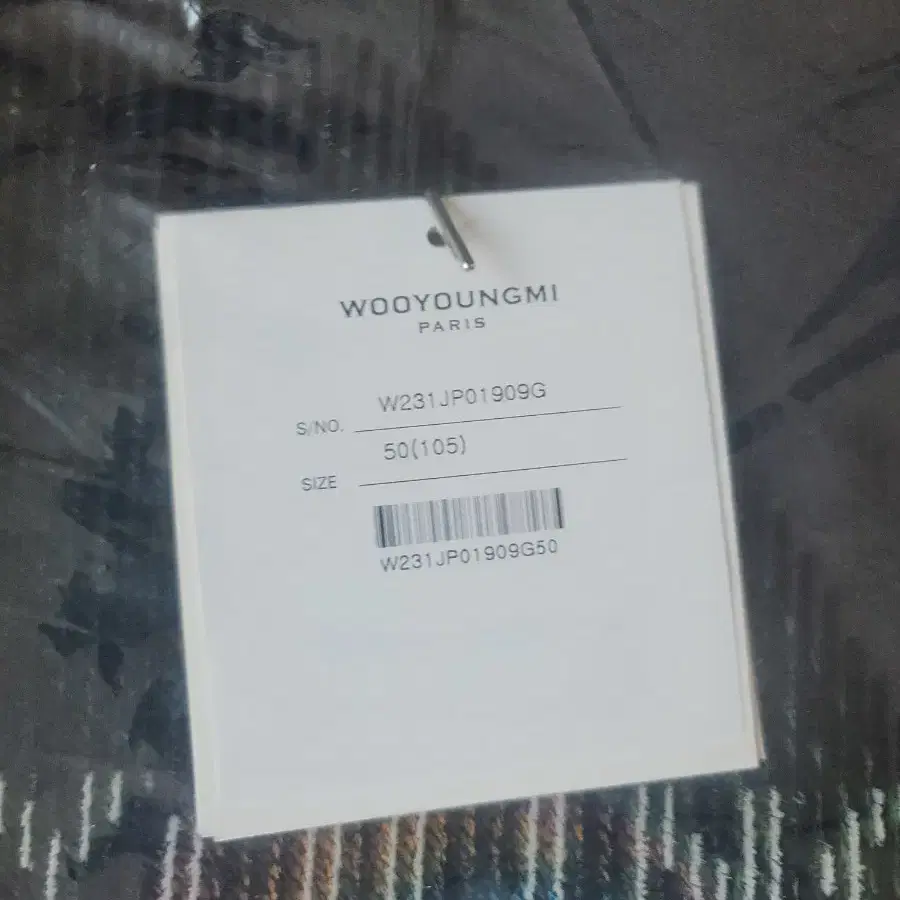 WOOYOUNGMI
PARIS
S/NO. W231JP01909G
SIZE 50(105)
W231JP01909G50